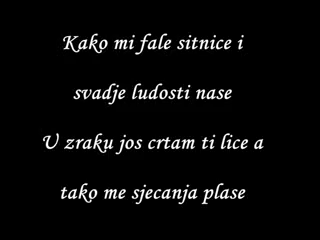 Kako mi fale sitnice i
svadje ludosti nase
U zraku jos crtam ti lice a
tako me sjecanja plase